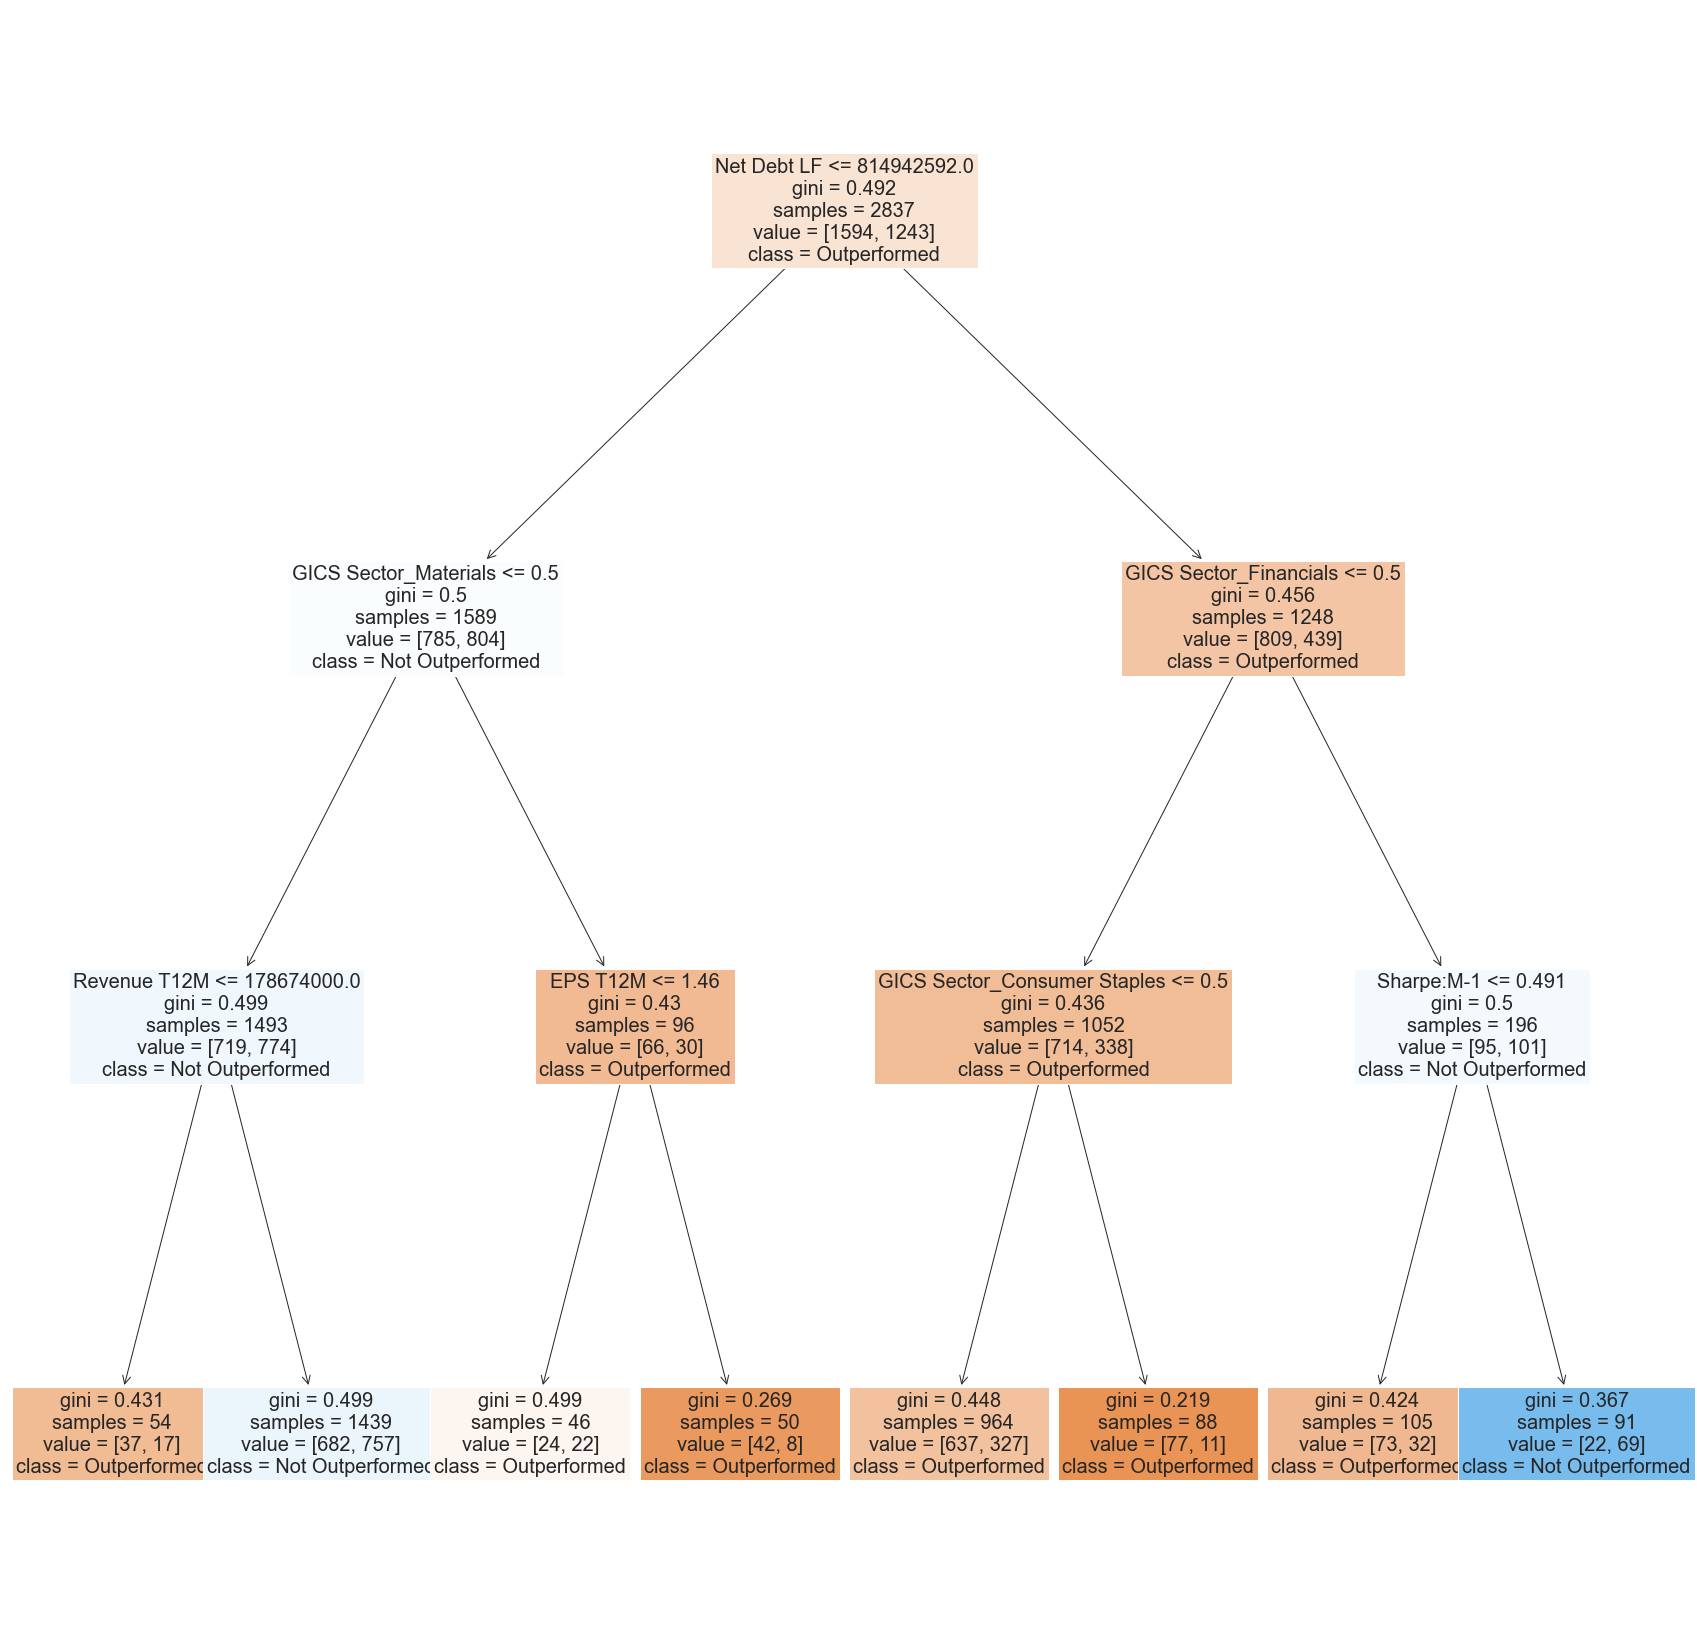 Net Debt LF <= 814942592.0
gini = 0.492
samples = 2837
value = [1594, 1243]
class = Outperformed
GICS Sector_Materials <= 0.5
gini = 0.5
samples = 1589
value = [785, 804]
class = Not Outperformed
GICS Sector_Financials <= 0.5
gini = 0.456
samples = 1248
value = [809, 439]
class = Outperformed
Revenue T12M <= 178674000.0
gini = 0.499
samples = 1493
value = [719, 774]
class = Not Outperformed
EPS T12M <= 1.46
gini = 0.43
samples = 96
value = [66, 30]
class = Outperformed
GICS Sector_Consumer Staples <= 0.5
gini = 0.436
samples = 1052
value = [714, 338]
class = Outperformed
Sharpe:M-1 <= 0.491
gini = 0.5
samples = 196
value = [95, 101]
class = Not Outperformed
gini = 0.431
samples = 54
value = [37, 17]
class = Outperformed
gini = 0.499
samples = 1439
value = [682, 757]
class = Not Outperformed
gini = 0.499
samples = 46
value = [24, 22]
class = Outperformed
gini = 0.269
samples = 50
value = [42, 8]
class = Outperformed
gini = 0.448
samples = 964
value = [637, 327]
class = Outperformed
gini = 0.219
samples = 88
value = [77, 11]
class = Outperformed
gini = 0.424
samples = 105
value = [73, 32]
class = Outperformed
gini = 0.367
samples = 91
value = [22, 69]
class = Not Outperformed